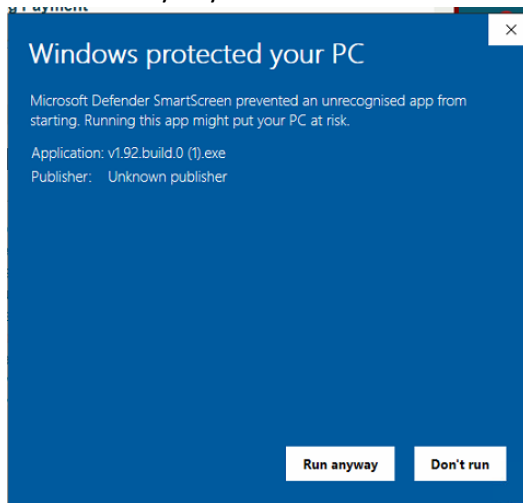 g Payment
Windows protected your PC
Microsoft Defender SmartScreen prevented an unrecognised app from
starting. Running this app might put your PC at risk.
Application: v1.92.build.0 (1).exe
Publisher: Unknown publisher
Run anyway
Don't run